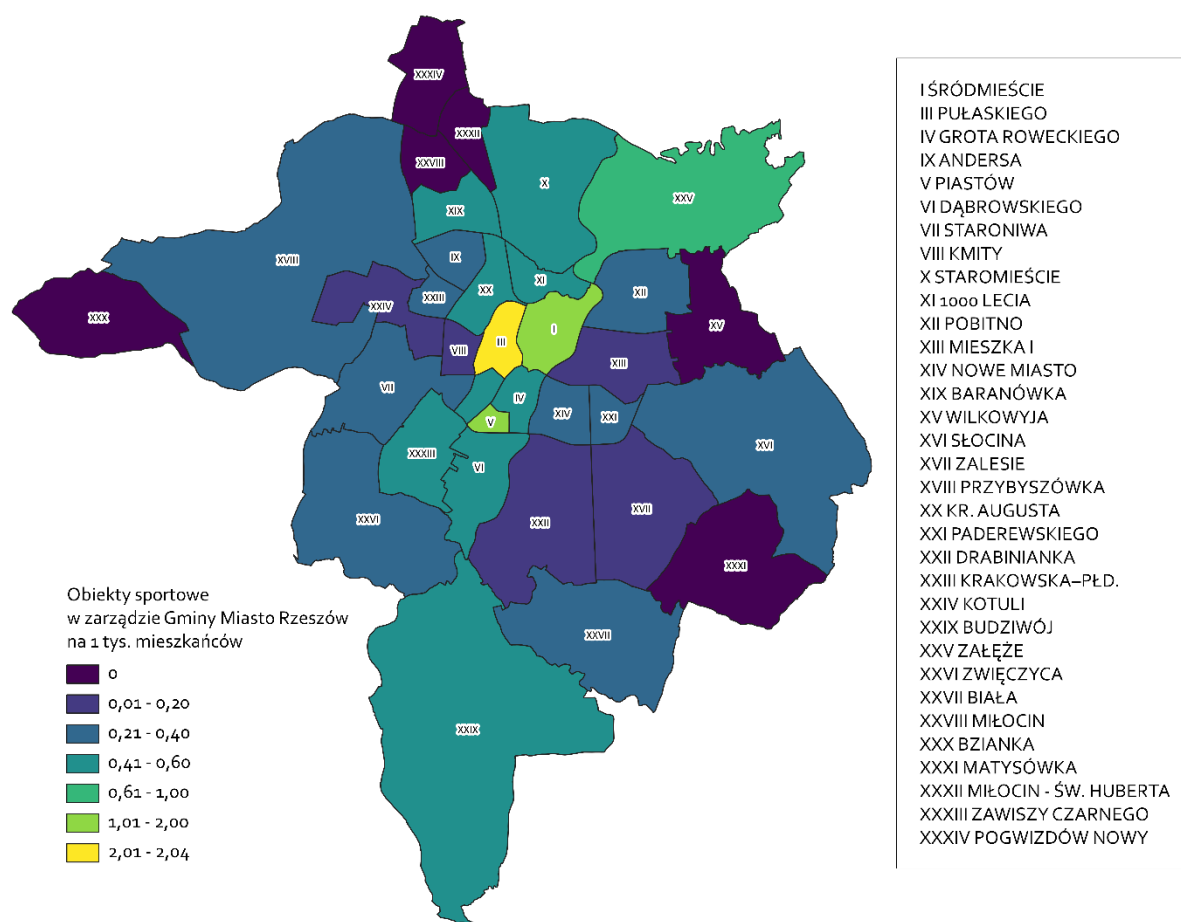 XXXIV
XXXII
XXVIII
X
XXV
XIX
XVIII
IX
XI
XX
XII
XXIII
XXIV
XV
XXX
I
III
VIII
XIII
VII
IV
XIV
XXI
V
XVI
XXXIII
VI
XXVI
XXII
XVII
XXXI
XXVII
XXIX
Obiekty sportowe
w zarządzie Gminy Miasto Rzeszów
na 1 tys. mieszkańców
0
0,01 - 0,20
0,21 - 0,40
0,41 - 0,60
0,61 - 1,00
1,01 - 2,00
2,01 - 2,04
I ŚRÓDMIEŚCIE
III PUŁASKIEGO
IV GROTA ROWECKIEGO
IX ANDERSA
V PIASTÓW
VI DĄBROWSKIEGO
VII STARONIWA
VIII KMITY
X STAROMIEŚCIE
XI 1000 LECIA
XII POBITNO
XIII MIESZKA I
XIV NOWE MIASTO
XIX BARANÓWKA
XV WILKOWYJA
XVI SŁOCINA
XVII ZALESIE
XVIII PRZYBYSZÓWKA
XX KR. AUGUSTA
XXI PADEREWSKIEGO
XXII DRABINIANKA
XXIII KRAKOWSKA–PŁD.
XXIV KOTULI
XXIX BUDZIWÓJ
XXV ZAŁĘŻE
XXVI ZWIĘCZYCA
XXVII BIAŁA
XXVIII MIŁOCIN
XXX BZIANKA
XXXI MATYSÓWKA
XXXII MIŁOCIN - ŚW. HUBERTA
XXXIII ZAWISZY CZARNEGO
XXXIV POGWIZDÓW NOWY